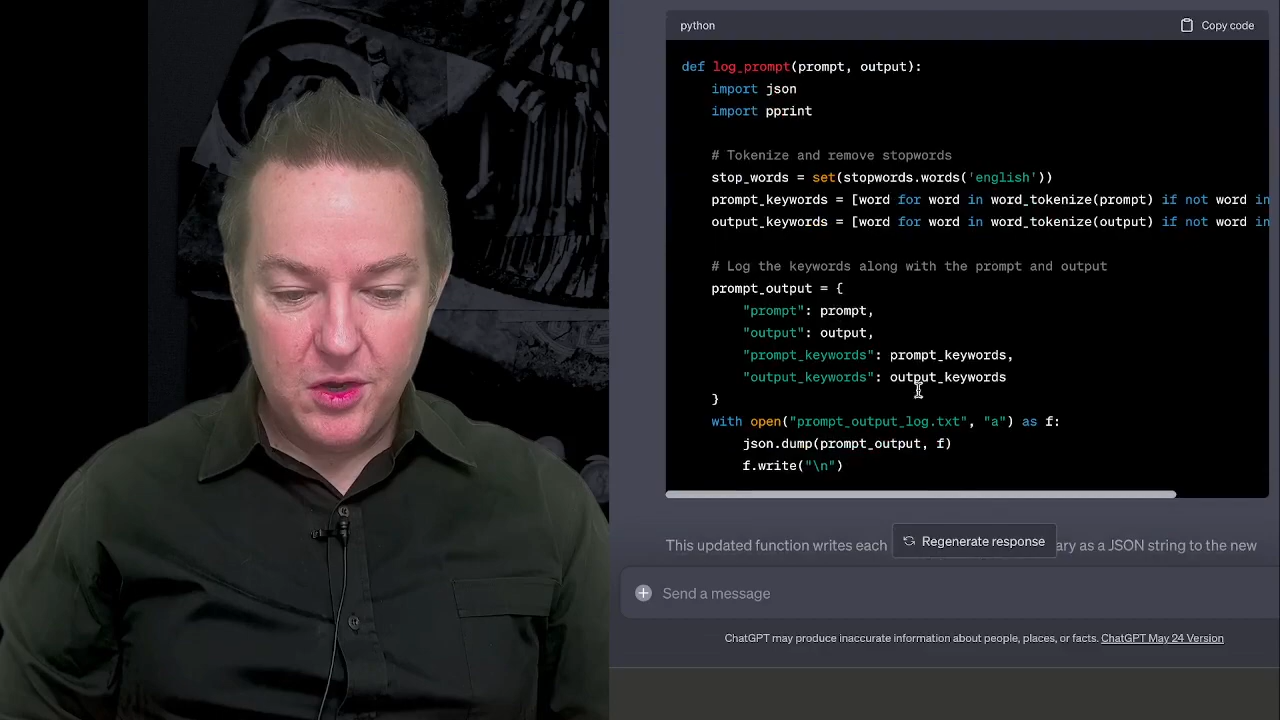 python
Copy code
def log_prompt(prompt, output):
import json
import pprint
# Tokenize and remove stopwords
stop_words = set(stopwords.words('english'))
prompt_keywords = [word for word in word_tokenize(prompt) if not word in
output_keywords = [word for word in word_tokenize(output) if not word in
# Log the keywords along with the prompt and output
prompt_output = {
"prompt": prompt,
"output": output,
"prompt_keywords": prompt_keywords,
"output_keywords": output_keywords
}
with open("prompt_output_log.txt", "a") as f:
json.dump(prompt_output, f)
f.write("\n")
This updated function writes each
Regenerate response
ary as a JSON string to the new
Send a message
ChatGPT may produce inaccurate information about people, places, or facts. ChatGPT May 24 Version